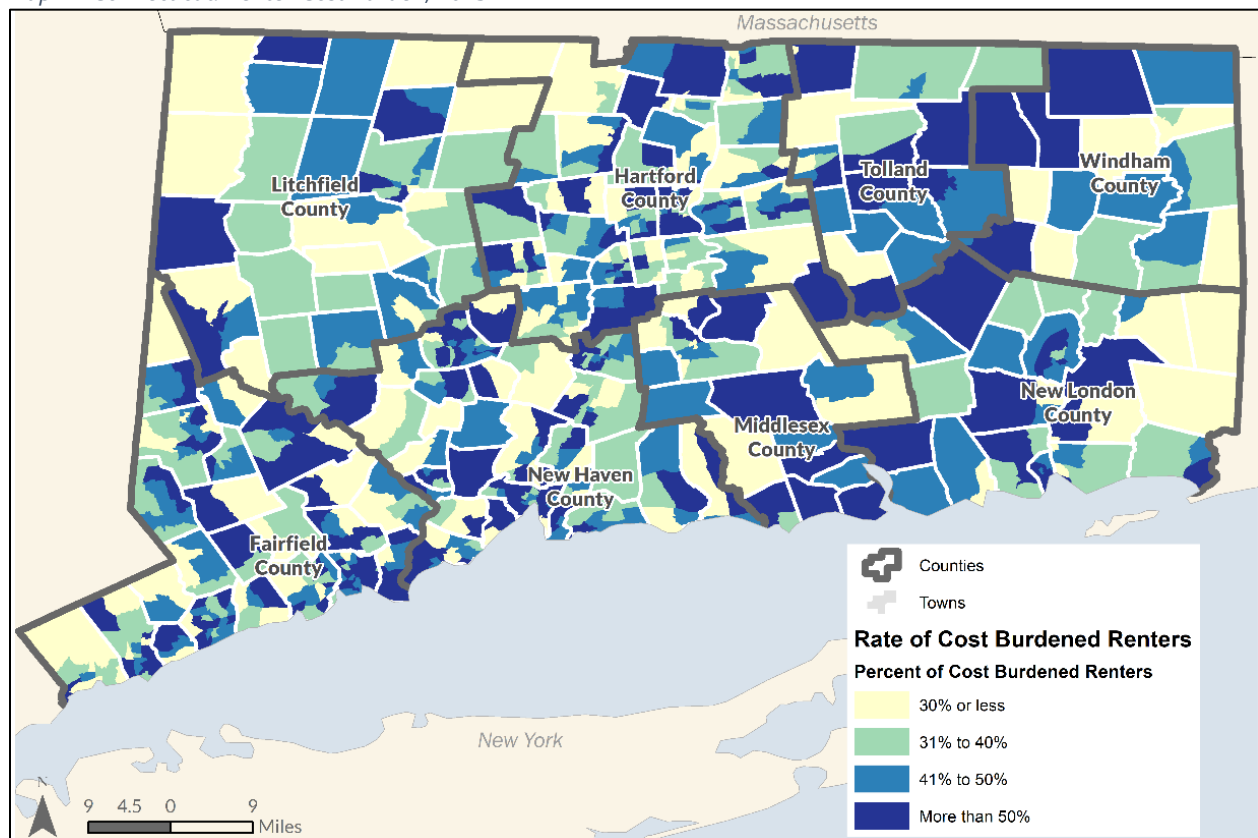 Massachusetts
Litchfield
County
Hartford
County
Tolland
County
Windham
County
New London
County
Middlesex
County
New Haven
County
Fairfield
County
New York
Counties
Towns
Rate of Cost Burdened Renters
Percent of Cost Burdened Renters
30% or less
31% to 40%
41% to 50%
More than 50%
N
9 4.5 0 9
Miles